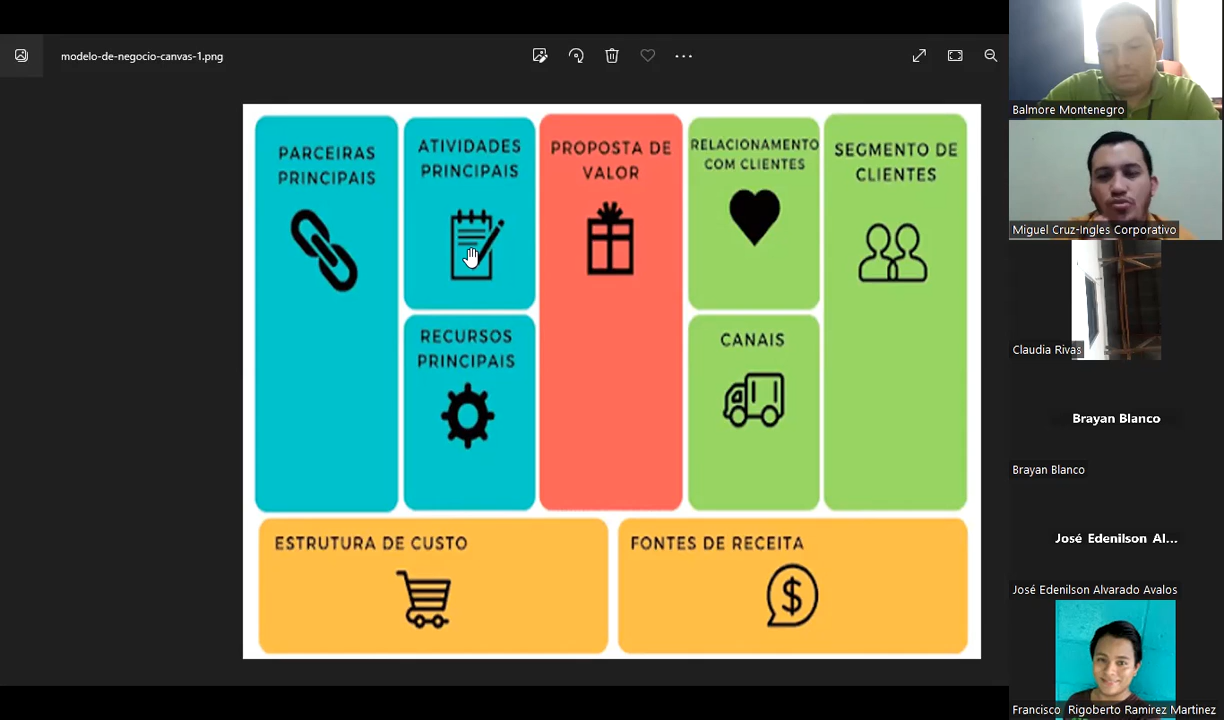 modelo-de-negocio-canvas-1.png
PARCEIRAS
PRINCIPAIS
ATIVIDADES
PRINCIPAIS
RECURSOS
PRINCIPAIS
PROPOSTA DE
VALOR
RELACIONAMENTO
COM CLIENTES
CANAIS
SEGMENTO DE
CLIENTES
ESTRUTURA DE CUSTO
FONTES DE RECEITA
$
Balmore Montenegro
Miguel Cruz-Ingles Corporativo
Claudia Rivas
Brayan Blanco
Brayan Blanco
José Edenilson Al...
José Edenilson Alvarado Avalos
Francisco Rigoberto Ramirez Martinez